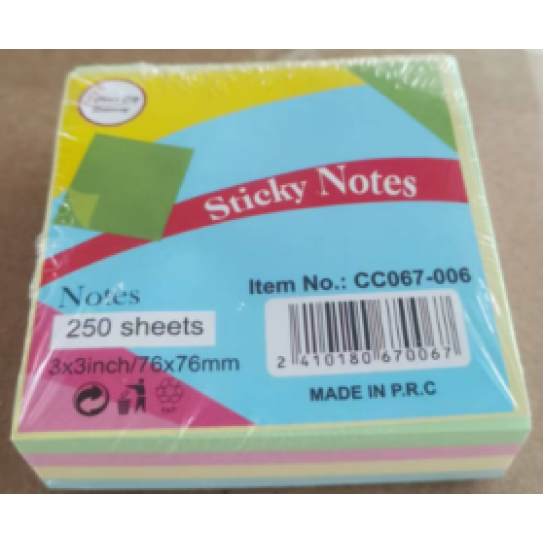 Sticky Notes
Item No.: CC067-006
Notes
250 sheets
3x3inch/76x76mm
2 410180 670067
MADE IN P.R.C